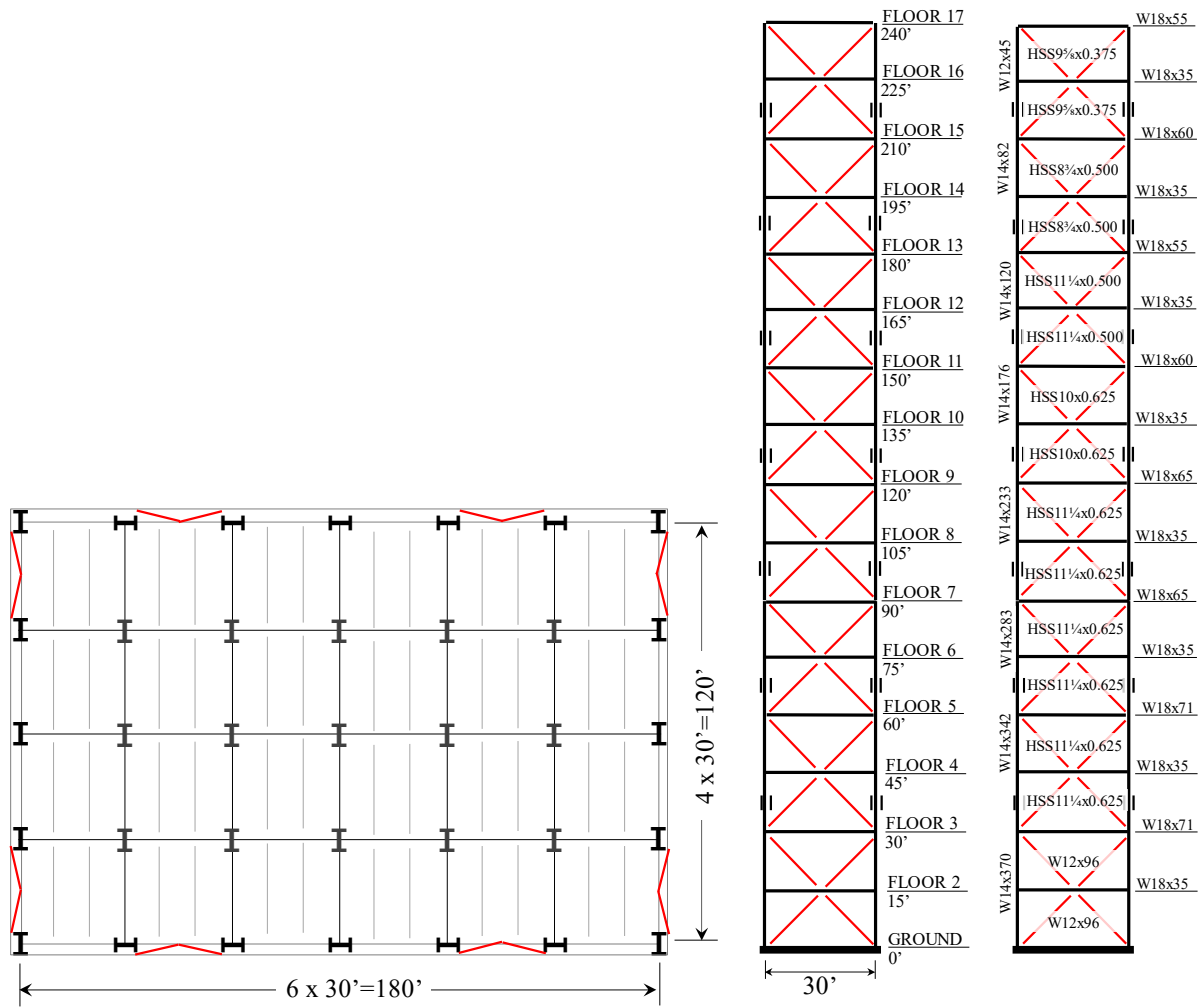 FLOOR 17
240’
FLOOR 16
225’
FLOOR 15
210’
FLOOR 14
195’
FLOOR 13
180’
FLOOR 12
165’
FLOOR 11
150’
FLOOR 10
135’
FLOOR 9
120’
FLOOR 8
105’
FLOOR 7
90’
FLOOR 6
75’
FLOOR 5
60’
FLOOR 4
45’
FLOOR 3
30’
FLOOR 2
15’
GROUND
0’
30’
W12x45
W14x82
W14x120
W14x176
W14x233
W14x283
W14x342
W14x370
HSS9⅝x0.375
HSS9⅝x0.375
HSS8¾x0.500
HSS8¾x0.500
HSS11¼x0.500
HSS11¼x0.500
HSS10x0.625
HSS10x0.625
HSS11¼x0.625
HSS11¼x0.625
HSS11¼x0.625
HSS11¼x0.625
HSS11¼x0.625
HSS11¼x0.625
W12x96
W12x96
W18x55
W18x35
W18x60
W18x35
W18x55
W18x35
W18x60
W18x35
W18x65
W18x35
W18x65
W18x35
W18x71
W18x35
W18x71
W18x35
4 x 30’=120’
6 x 30’=180’